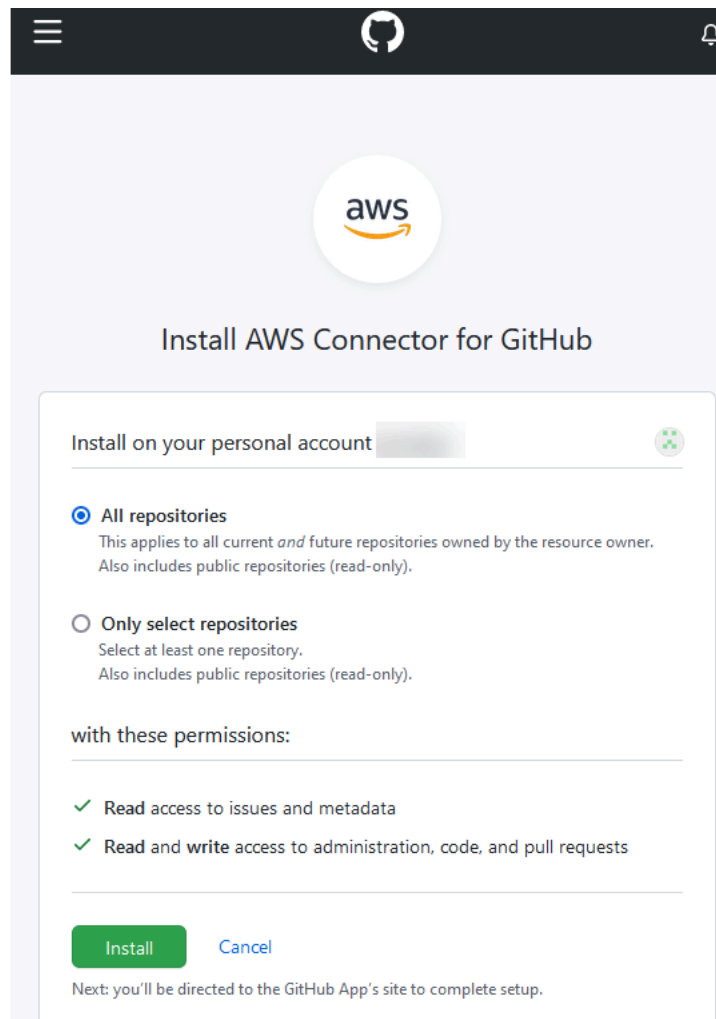 aws
Install AWS Connector for GitHub
Install on your personal account
All repositories
This applies to all current and future repositories owned by the resource owner.
Also includes public repositories (read-only).
Only select repositories
Select at least one repository.
Also includes public repositories (read-only).
with these permissions:
Read access to issues and metadata
Read and write access to administration, code, and pull requests
Install Cancel
Next: you'll be directed to the GitHub App's site to complete setup.